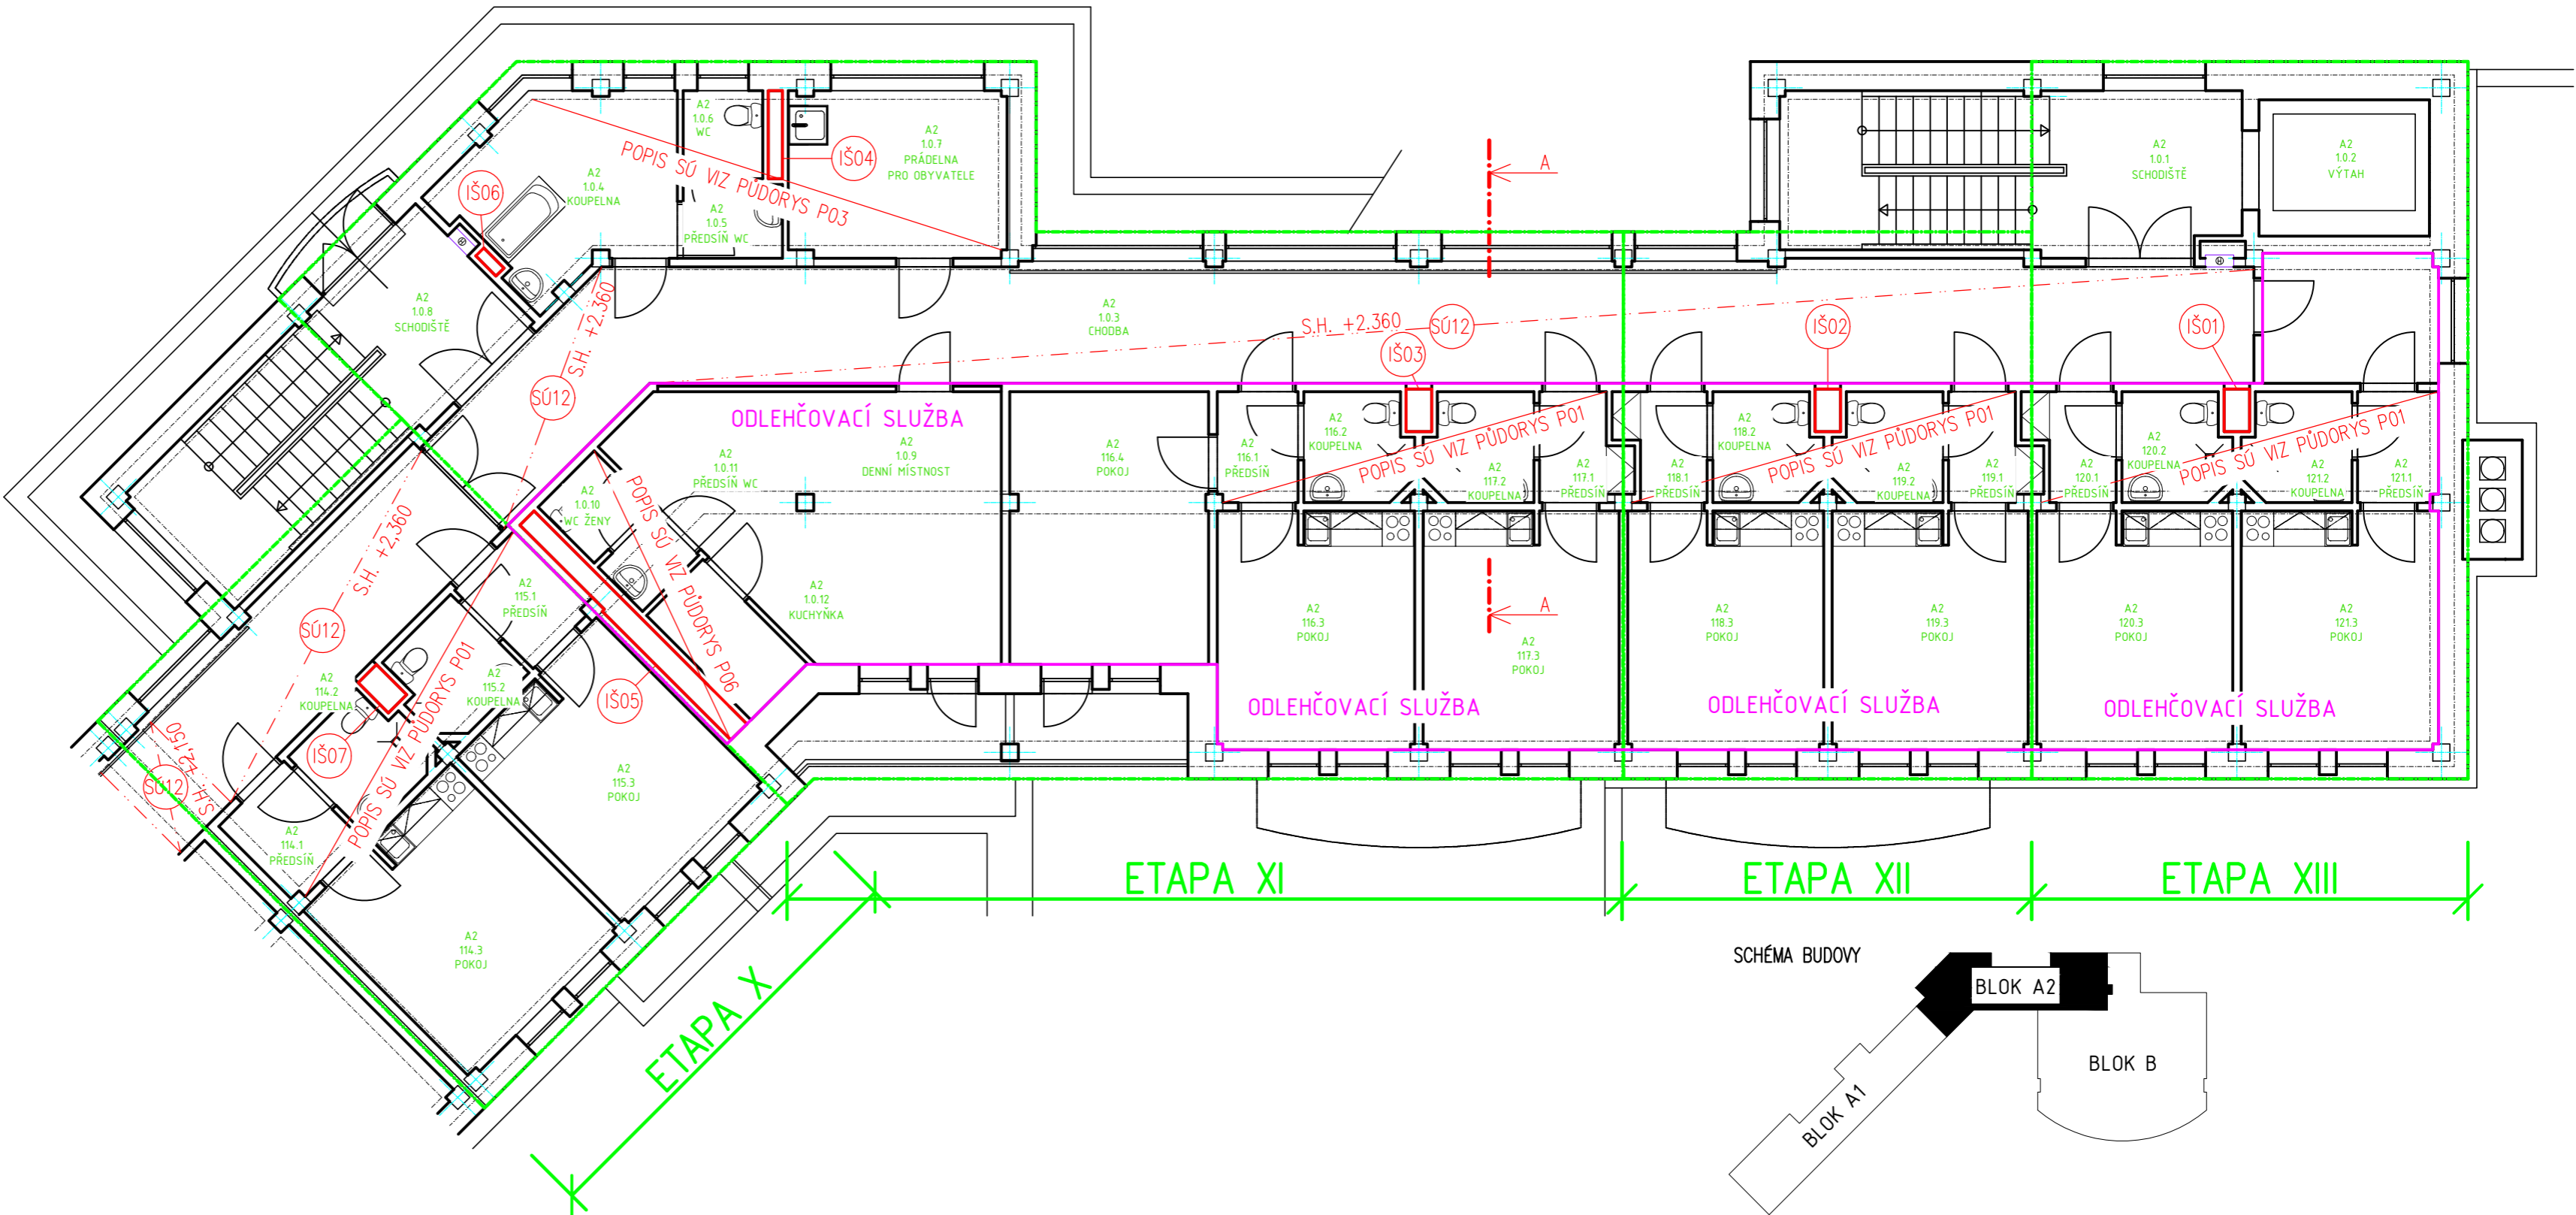 A2
1.0.6
WC
A2
1.0.7
PRÁDELNA
PRO OBYVATELE
IŠ04
POPIS SÚ VIZ PŮDORYS P03
A2
1.0.4
KOUPELNA
IŠ06
A2
1.0.5
PŘEDSÍŇ WC
A
A2
1.0.1
SCHODIŠTĚ
A2
1.0.2
VÝTAH
A2
1.0.8
SCHODIŠTĚ
S.H. +2.360
SÚ12
A2
1.0.3
CHODBA
S.H. +2.360
SÚ12
IŠ03
IŠ02
IŠ01
ODLEHČOVACÍ SLUŽBA
A2
1.0.9
DENNÍ MÍSTNOST
A2
1.0.11
PŘEDSÍŇ WC
A2
1.0.10
WC ŽENY
POPIS SÚ VIZ PŮDORYS P06
A2
1.0.12
KUCHYŇKA
A2
116.4
POKOJ
A2
116.1
PŘEDSÍŇ
A2
116.2
KOUPELNA
POPIS SÚ VIZ PŮDORYS P01
A2
117.2
KOUPELNA
A2
117.1
PŘEDSÍŇ
A2
118.1
PŘEDSÍŇ
A2
118.2
KOUPELNA
POPIS SÚ VIZ PŮDORYS P01
A2
119.2
KOUPELNA
A2
119.1
PŘEDSÍŇ
A2
120.1
PŘEDSÍŇ
A2
120.2
KOUPELNA
POPIS SÚ VIZ PŮDORYS P01
A2
121.2
KOUPELNA
A2
121.1
PŘEDSÍŇ
S.H. +2,360
SÚ12
A2
115.1
PŘEDSÍŇ
A2
114.2
KOUPELNA
A2
115.2
KOUPELNA
POPIS SÚ VIZ PŮDORYS P01
IŠ05
IŠ07
S.H. +2,150
SÚ12
A2
114.1
PŘEDSÍŇ
A2
115.3
POKOJ
A2
114.3
POKOJ
A2
116.3
POKOJ
A
A2
117.3
POKOJ
A2
118.3
POKOJ
A2
119.3
POKOJ
A2
120.3
POKOJ
A2
121.3
POKOJ
ODLEHČOVACÍ SLUŽBA
ODLEHČOVACÍ SLUŽBA
ODLEHČOVACÍ SLUŽBA
ETAPA X
ETAPA XI
ETAPA XII
ETAPA XIII
SCHÉMA BUDOVY
BLOK A2
BLOK B
BLOK A1